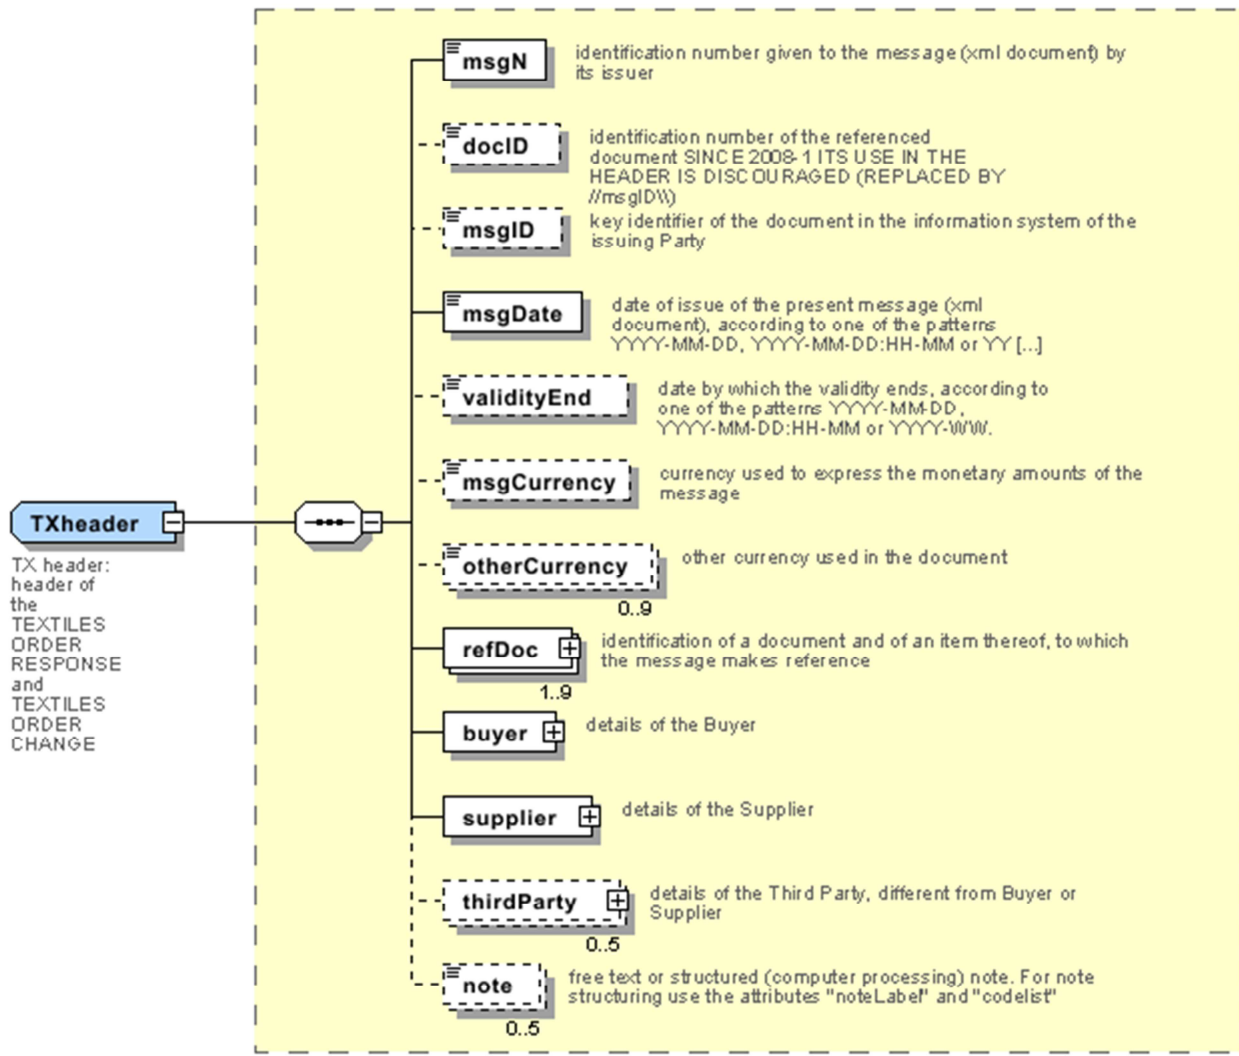 msgN
identification number given to the message (xml document) by
its issuer
docID
identification number of the referenced
document SINCE 2008-1 ITS USE IN THE
HEADER IS DISCOURAGED (REPLACED BY
//msgID\\)
msgID
key identifier of the document in the information system of the
issuing Party
msgDate
date of issue of the present message (xml
document), according to one of the patterns
YYYY-MM-DD, YYYY-MM-DD:HH-MM or YY [...]
validityEnd
date by which the validity ends, according to
one of the patterns YYYY-MM-DD,
YYYY-MM-DD:HH-MM or YYYY-WW.
msgCurrency
currency used to express the monetary amounts of the
message
TXheader
TX header:
header of
the
TEXTILES
ORDER
RESPONSE
and
TEXTILES
ORDER
CHANGE
otherCurrency
other currency used in the document
0..9
refDoc
identification of a document and of an item thereof, to which
the message makes reference
1..9
buyer
details of the Buyer
supplier
details of the Supplier
thirdParty
details of the Third Party, different from Buyer or
Supplier
0..5
note
free text or structured (computer processing) note. For note
structuring use the attributes "noteLabel" and "codelist"
0..5